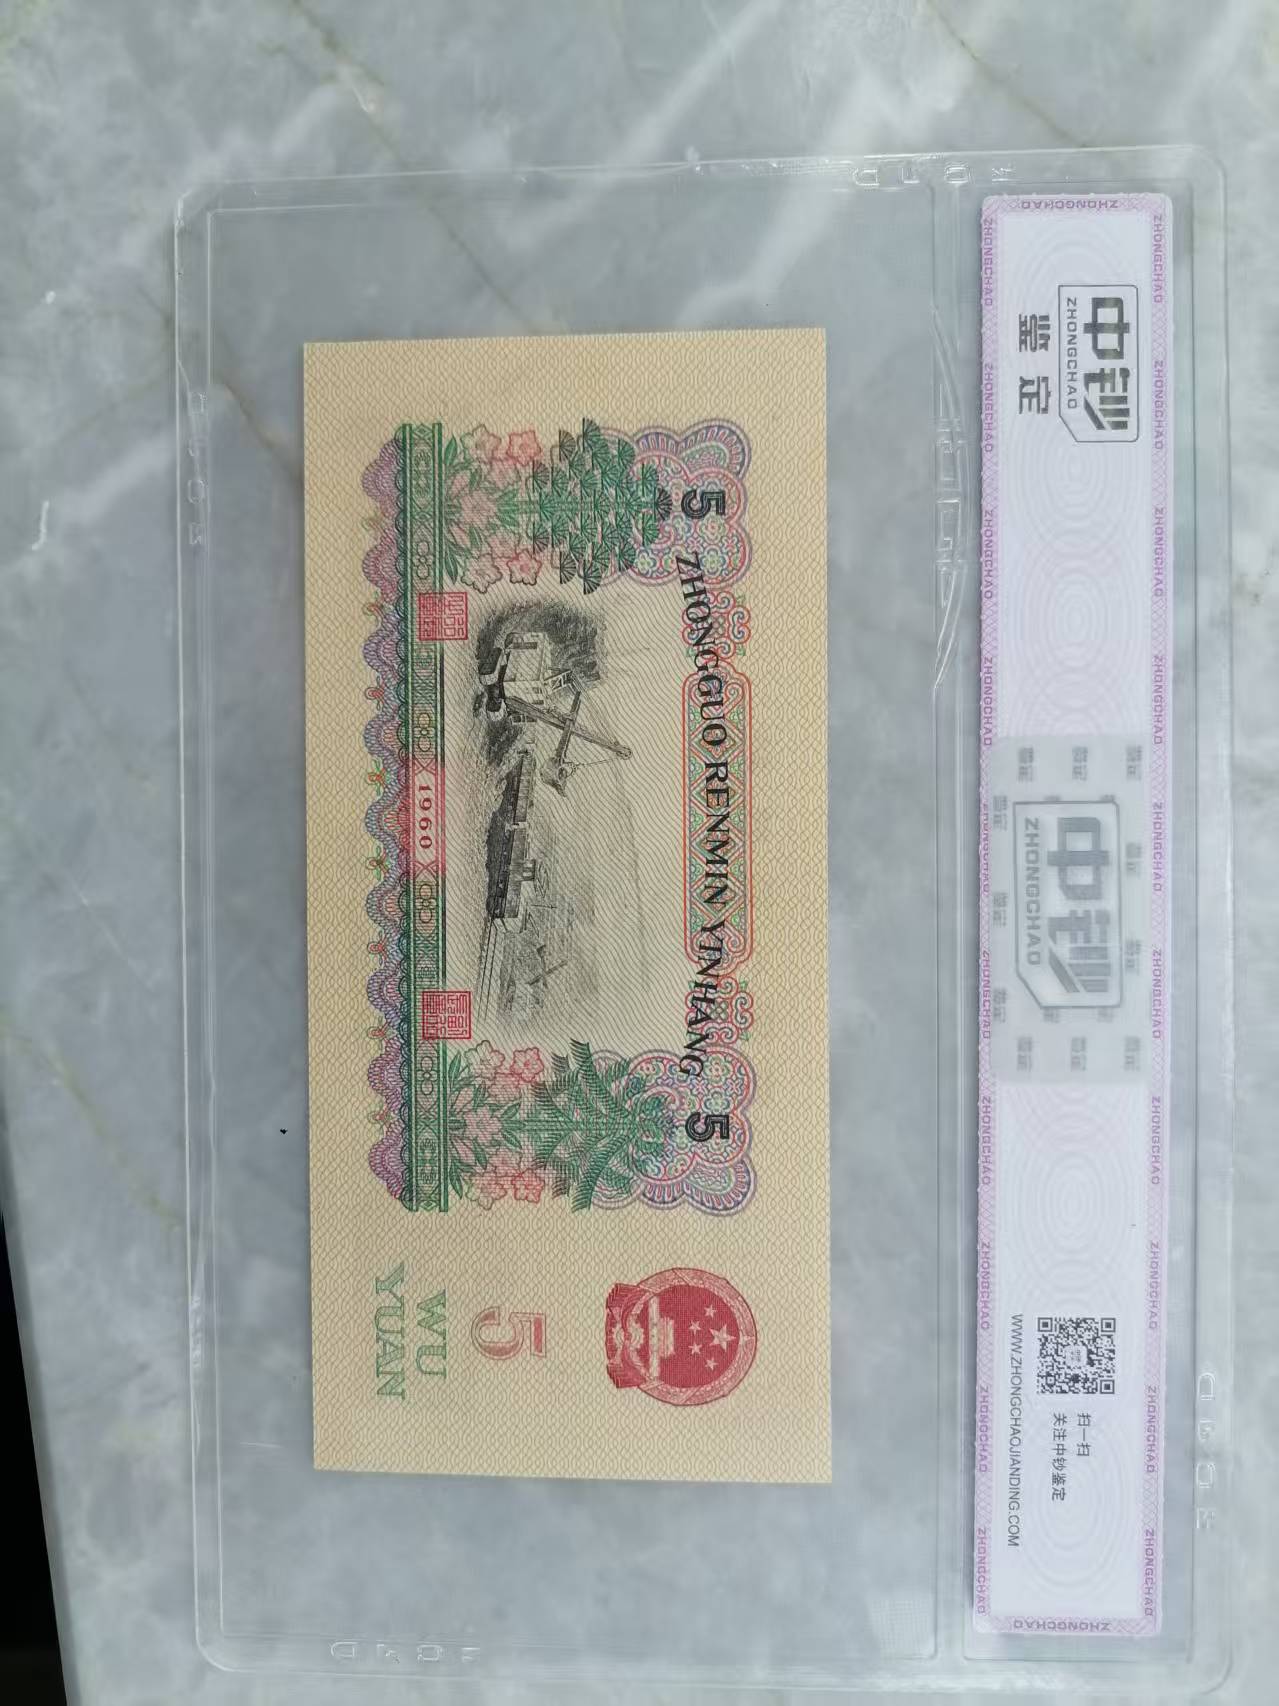 中钞
ZHONGCHAO
鉴定
中钞
ZHONGCHAO
扫一扫
关注中钞鉴定
WWW.ZHONGCHAOJIANDING.COM
5 ZHONGGUO RENMIN YINHANG 5
1960
5
WU
YUAN